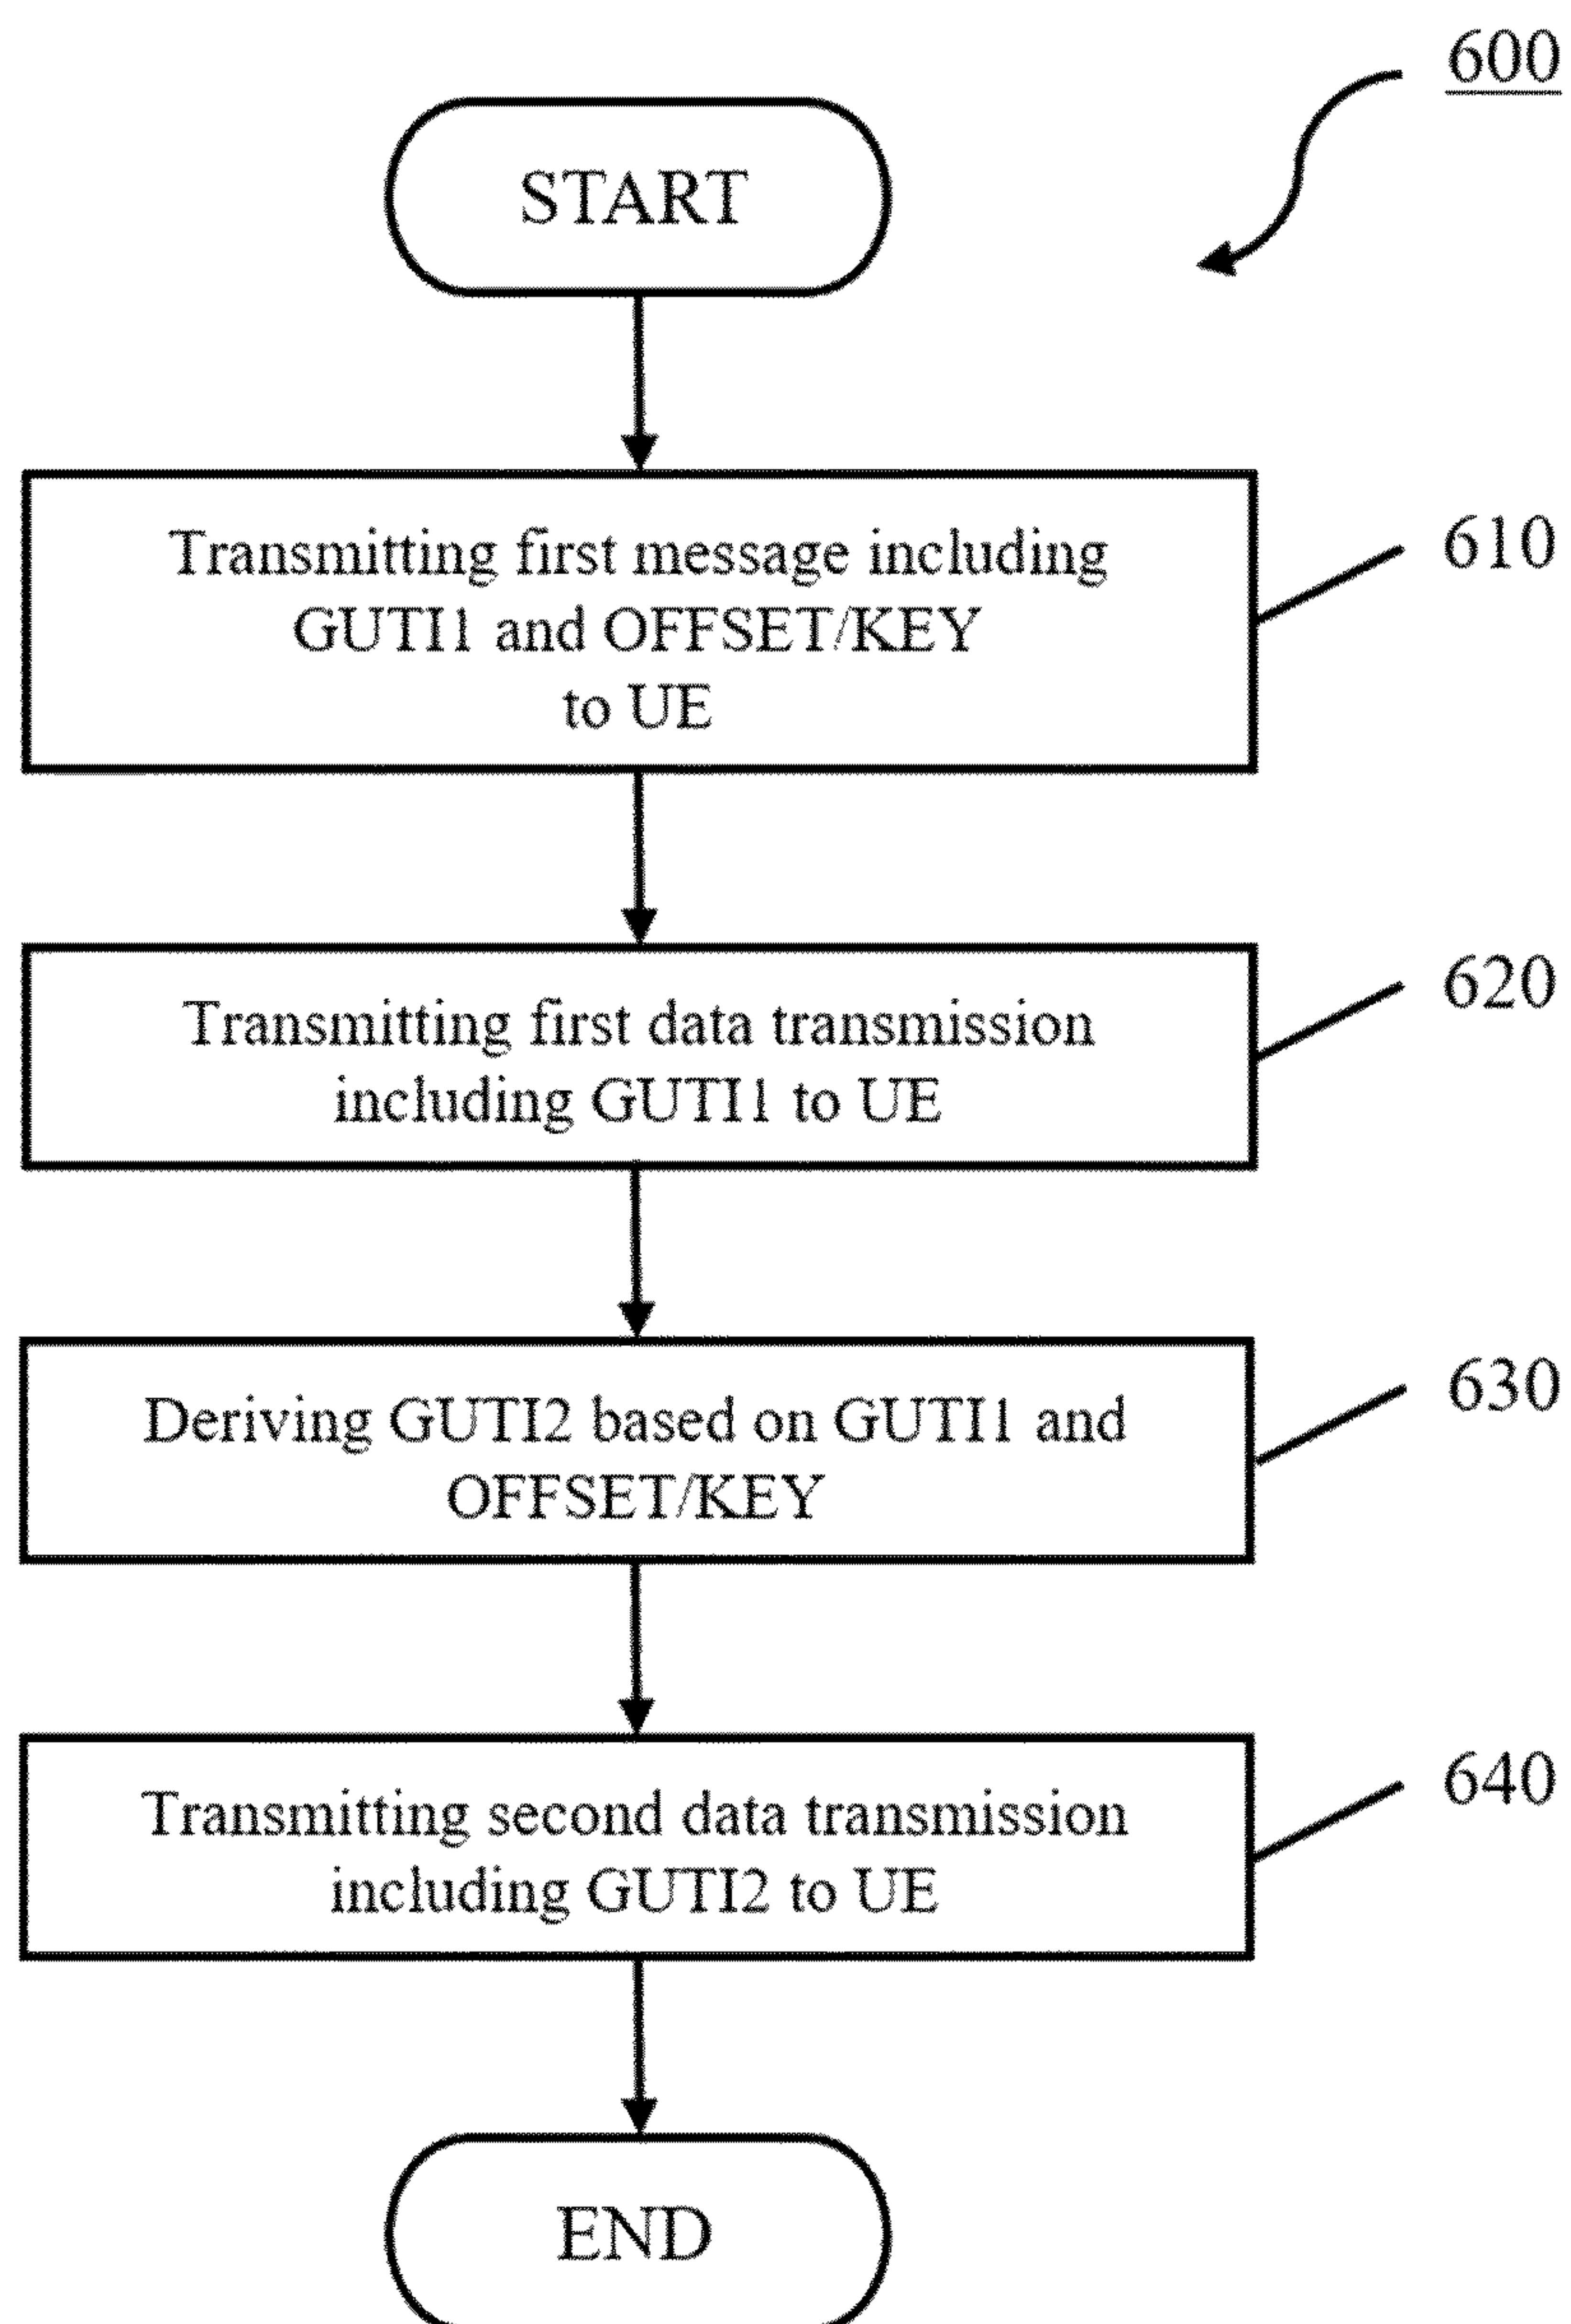 600
START
Transmitting first message including
GUTI1 and OFFSET/KEY
to UE
610
Transmitting first data transmission
including GUTI1 to UE
620
Deriving GUTI2 based on GUTI1 and
OFFSET/KEY
630
Transmitting second data transmission
including GUTI2 to UE
640
END